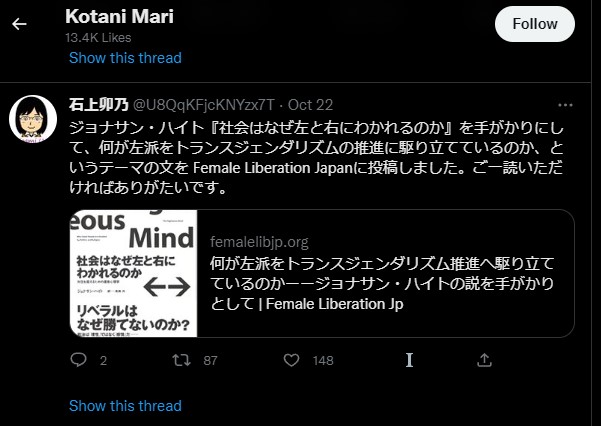 Kotani Mari
13.4K Likes
Follow
Show this thread
石上卯乃 @U8QqKFjcKNYzx7T · Oct 22
ジョナサン・ハイト『社会はなぜ左と右にわかれるのか』を手がかりにし
て、何が左派をトランスジェンダリズムの推進に駆り立てているのか、と
いうテーマの文を Female Liberation Japanに投稿しました。ご一読いただ
ければありがたいです。
eous
Mind
社会はなぜ左と右に
わかれるのか
リベラルは
なぜ勝てないのか?
femalelibjp.org
何が左派をトランスジェンダリズム推進へ駆り立て
ているのかーージョナサン・ハイトの説を手がかり
として | Female Liberation Jp
2
87
148
Show this thread